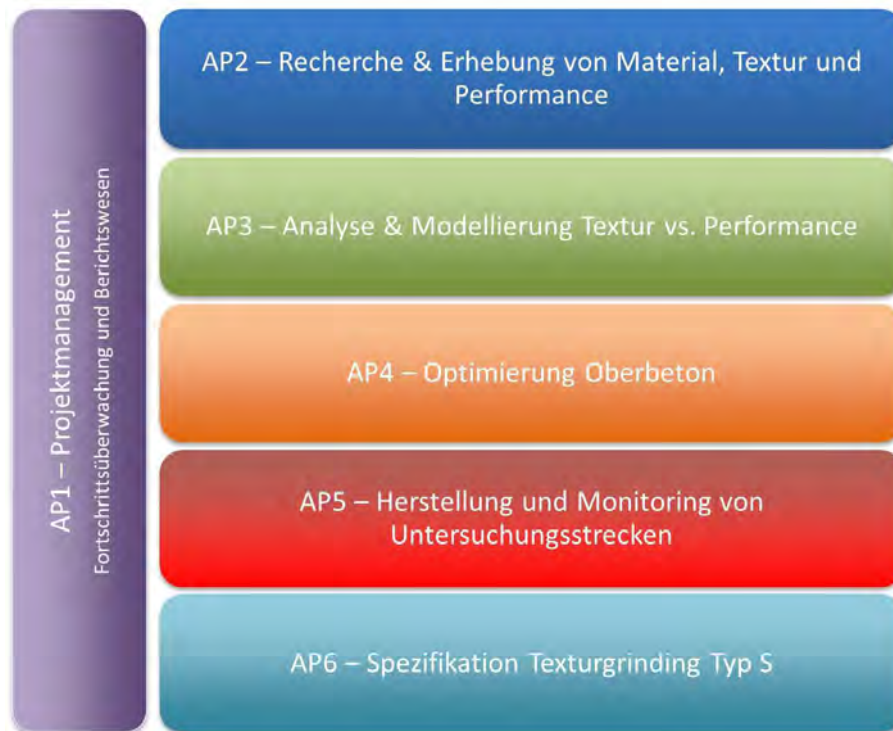 AP1 – Projektmanagement
Fortschrittsüberwachung und Berichtswesen
AP2 – Recherche & Erhebung von Material, Textur und
Performance
AP3 – Analyse & Modellierung Textur vs. Performance
AP4 – Optimierung Oberbeton
AP5 – Herstellung und Monitoring von
Untersuchungsstrecken
AP6 – Spezifikation Texturgrinding Typ S